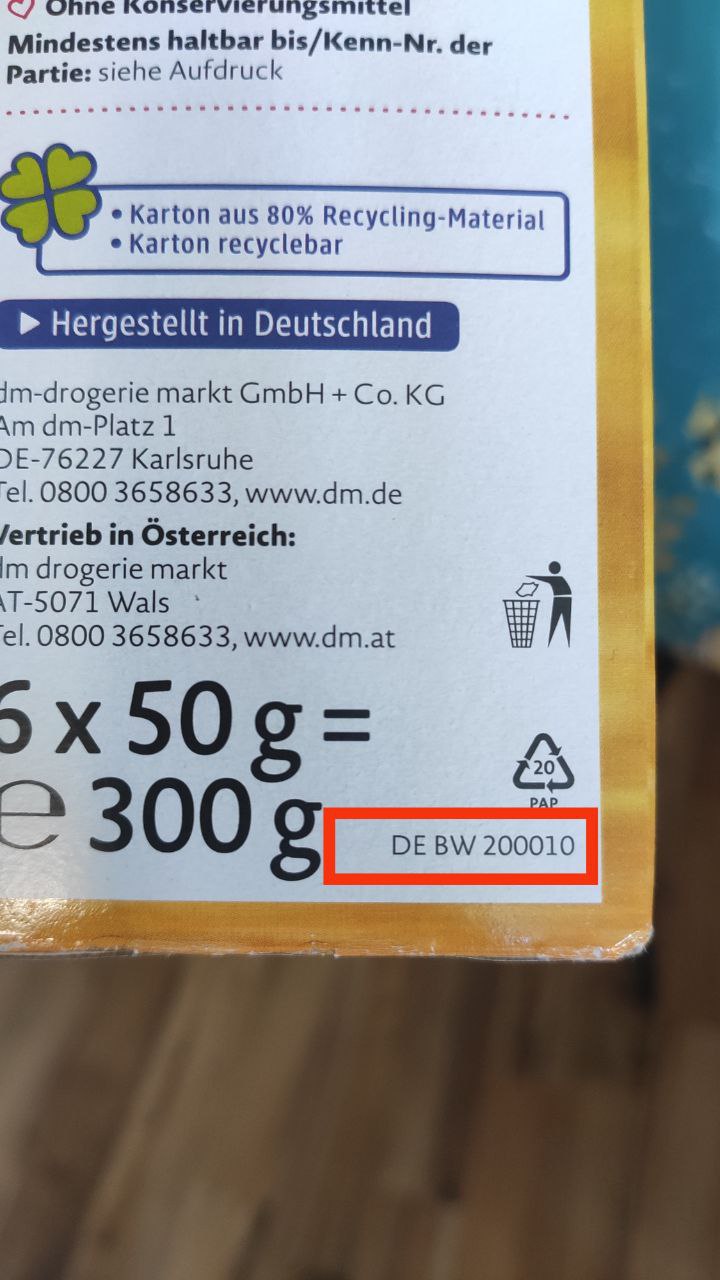 Ohne Konservierungsmittel
Mindestens haltbar bis/Kenn-Nr. der
Partie: siehe Aufdruck
• Karton aus 80% Recycling-Material
• Karton recyclebar
Hergestellt in Deutschland
dm-drogerie markt GmbH + Co. KG
Am dm-Platz 1
DE-76227 Karlsruhe
Tel. 0800 3658633, www.dm.de
Vertrieb in Österreich:
dm drogerie markt
AT-5071 Wals
Tel. 0800 3658633, www.dm.at
6 x 50 g =
e 300 g
20
PAP
DE BW 200010